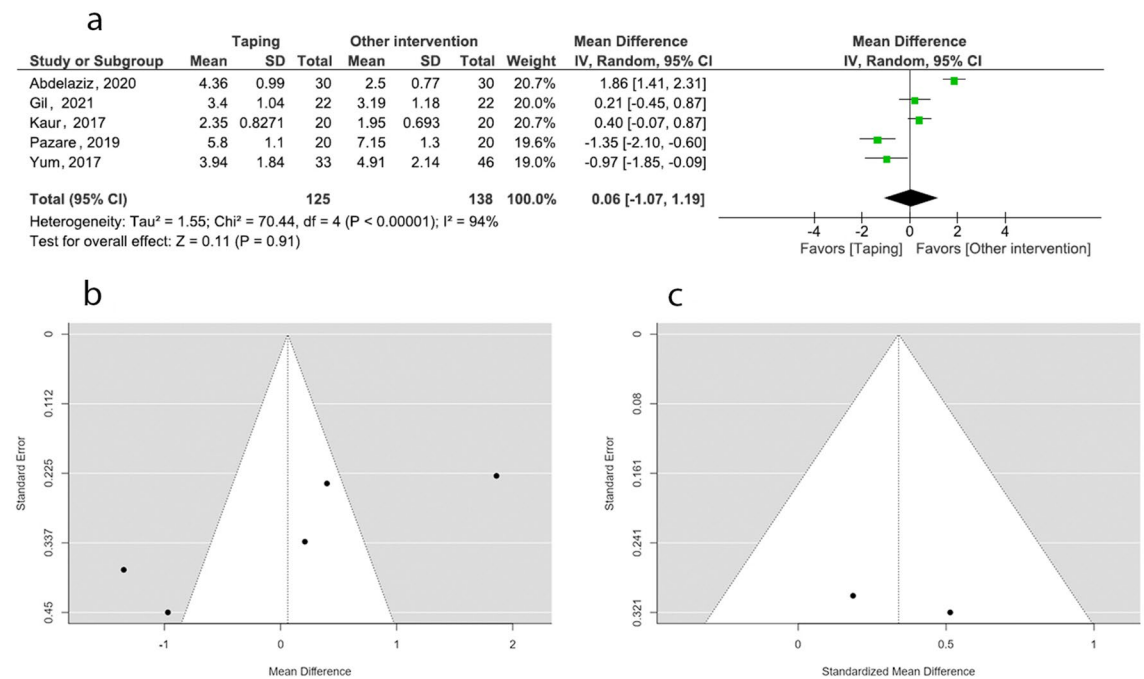 a
Taping Other intervention Mean Difference Mean Difference
Study or Subgroup Mean SD Total Mean SD Total Weight IV, Random, 95% CI IV, Random, 95% CI
Abdelaziz, 2020 4.36 0.99 30 2.5 0.77 30 20.7% 1.86 [1.41, 2.31]
Gil, 2021 3.4 1.04 22 3.19 1.18 22 20.0% 0.21 [-0.45, 0.87]
Kaur, 2017 2.35 0.8271 20 1.95 0.693 20 20.7% 0.40 [-0.07, 0.87]
Pazare, 2019 5.8 1.1 20 7.15 1.3 20 19.6% -1.35 [-2.10, -0.60]
Yum, 2017 3.94 1.84 33 4.91 2.14 46 19.0% -0.97 [-1.85, -0.09]
Total (95% CI) 125 138 100.0% 0.06 [-1.07, 1.19]
Heterogeneity: Tau² = 1.55; Chi² = 70.44, df = 4 (P < 0.00001); I² = 94%
Test for overall effect: Z = 0.11 (P = 0.91)
-4 -2 0 2 4
Favors [Taping] Favors [Other intervention]
b
Standard Error
0
0.112
0.225
0.337
0.45
-1 0 1 2
Mean Difference
c
Standard Error
0
0.08
0.161
0.241
0.321
0 0.5 1
Standardized Mean Difference